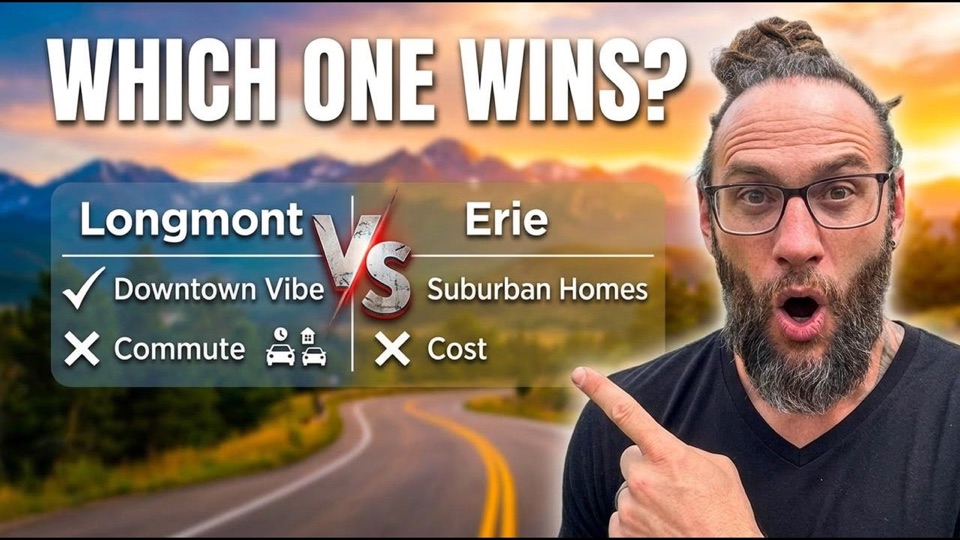 WHICH ONE WINS?
Longmont VS Erie
✓ Downtown Vibe Suburban Homes
✕ Commute ✕ Cost